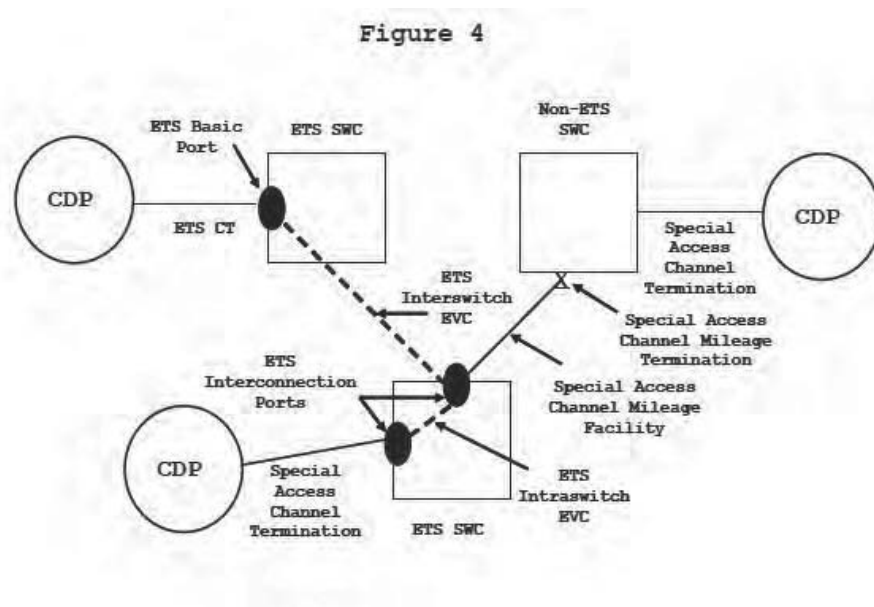 Figure 4
ETS Basic
Port
ETS SWC
Non-ETS
SWC
CDP
ETS CT
CDP
Special
Access
Channel
Termination
ETS
Interswitch
EVC
X
Special Access
Channel Mileage
Termination
ETS
Interconnection
Ports
Special Access
Channel Mileage
Facility
CDP
Special
Access
Channel
Termination
ETS
Intraswitch
EVC
ETS SWC